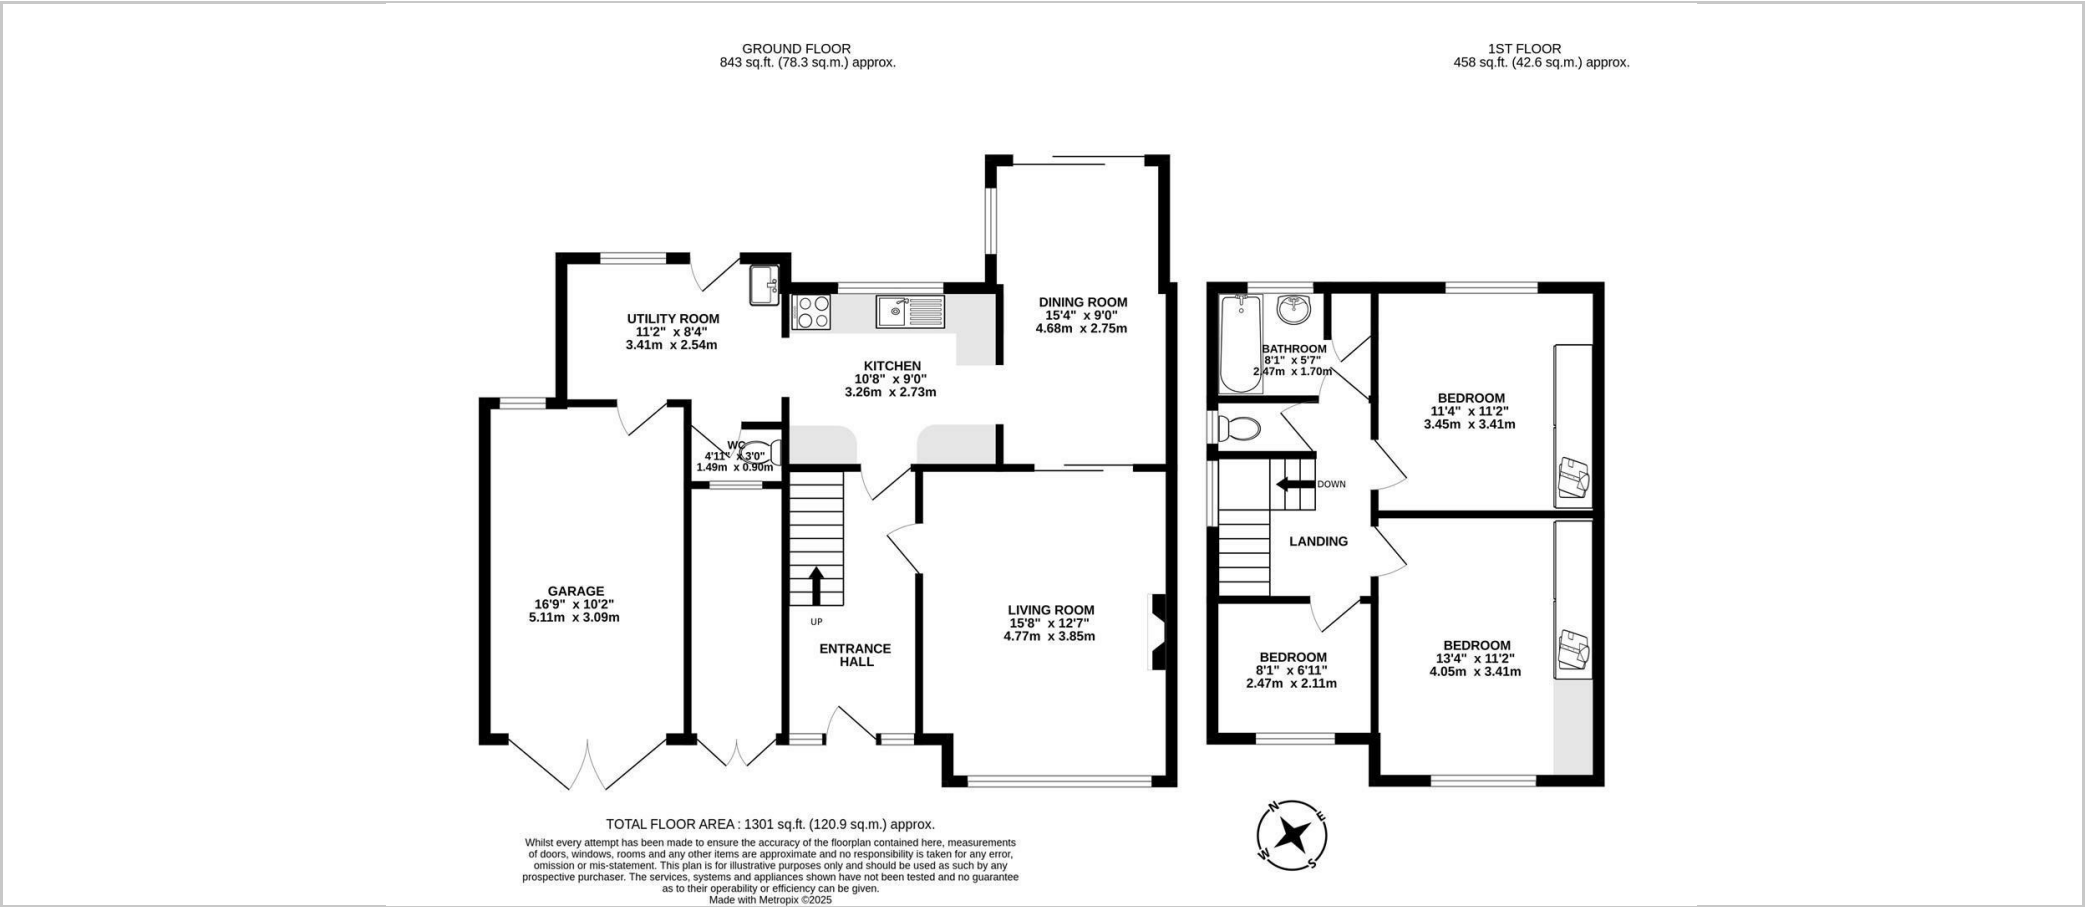 GROUND FLOOR
843 sq.ft. (78.3 sq.m.) approx.
1ST FLOOR
458 sq.ft. (42.6 sq.m.) approx.
UTILITY ROOM
11'2" x 8'4"
3.41m x 2.54m
KITCHEN
10'8" x 9'0"
3.26m x 2.73m
DINING ROOM
15'4" x 9'0"
4.68m x 2.75m
WC
4'11" x 3'0"
1.49m x 0.90m
GARAGE
16'9" x 10'2"
5.11m x 3.09m
UP
ENTRANCE
HALL
LIVING ROOM
15'8" x 12'7"
4.77m x 3.85m
BATHROOM
8'1" x 5'7"
2.47m x 1.70m
BEDROOM
11'4" x 11'2"
3.45m x 3.41m
DOWN
LANDING
BEDROOM
8'1" x 6'11"
2.47m x 2.11m
BEDROOM
13'4" x 11'2"
4.05m x 3.41m
N
E
W
S
TOTAL FLOOR AREA : 1301 sq.ft. (120.9 sq.m.) approx.
Whilst every attempt has been made to ensure the accuracy of the floorplan contained here, measurements
of doors, windows, rooms and any other items are approximate and no responsibility is taken for any error,
omission or mis-statement. This plan is for illustrative purposes only and should be used as such by any
prospective purchaser. The services, systems and appliances shown have not been tested and no guarantee
as to their operability or efficiency can be given.
Made with Metropix ©2025